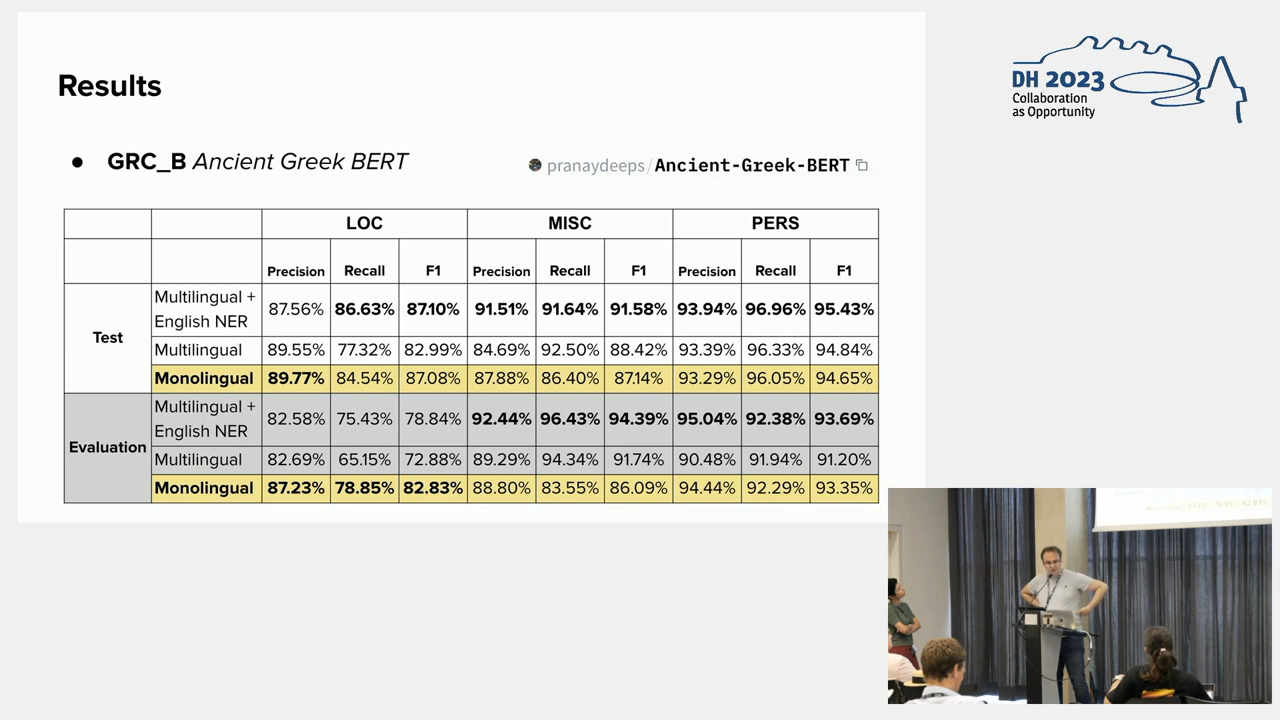 Results
● GRC_B Ancient Greek BERT
pranaydeeps/Ancient-Greek-BERT
LOC MISC PERS
Precision Recall F1 Precision Recall F1 Precision Recall F1
Test
Multilingual + English NER 87.56% 86.63% 87.10% 91.51% 91.64% 91.58% 93.94% 96.96% 95.43%
Multilingual 89.55% 77.32% 82.99% 84.69% 92.50% 88.42% 93.39% 96.33% 94.84%
Monolingual 89.77% 84.54% 87.08% 87.88% 86.40% 87.14% 93.29% 96.05% 94.65%
Evaluation
Multilingual + English NER 82.58% 75.43% 78.84% 92.44% 96.43% 94.39% 95.04% 92.38% 93.69%
Multilingual 82.69% 65.15% 72.88% 89.29% 94.34% 91.74% 90.48% 91.94% 91.20%
Monolingual 87.23% 78.85% 82.83% 88.80% 83.55% 86.09% 94.44% 92.29% 93.35%
DH 2023
Collaboration
as Opportunity